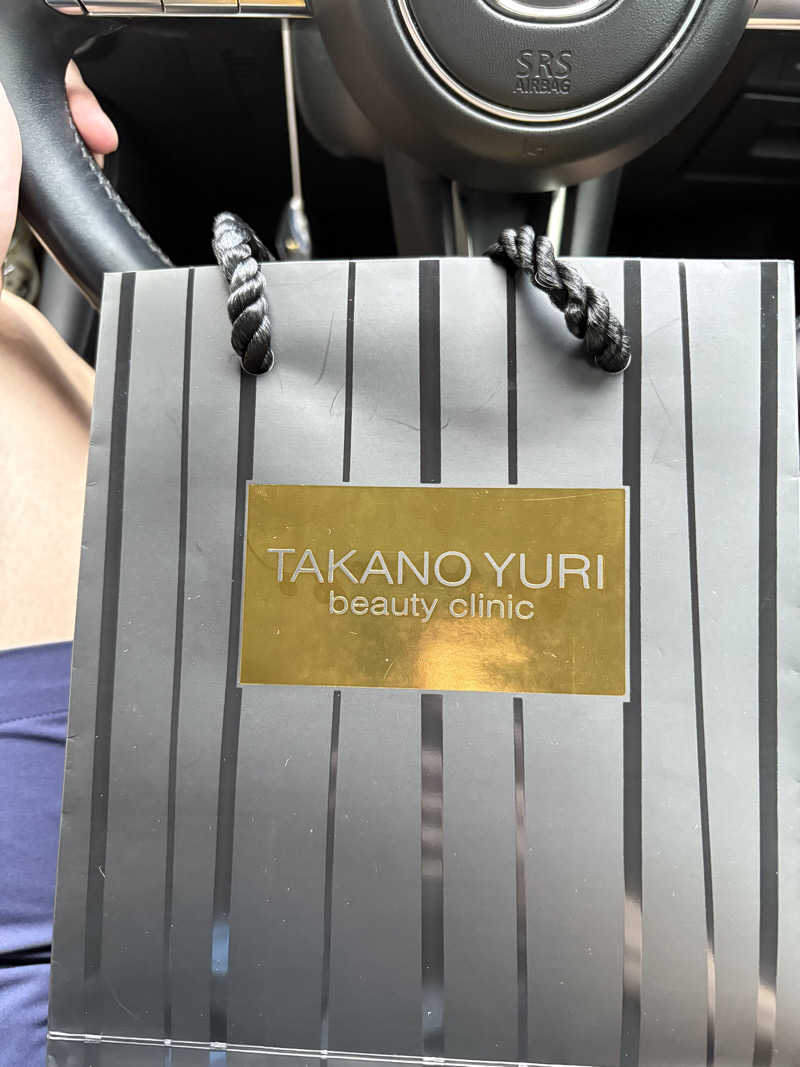 SRS
AIRBAG
TAKANO YURI
beauty clinic